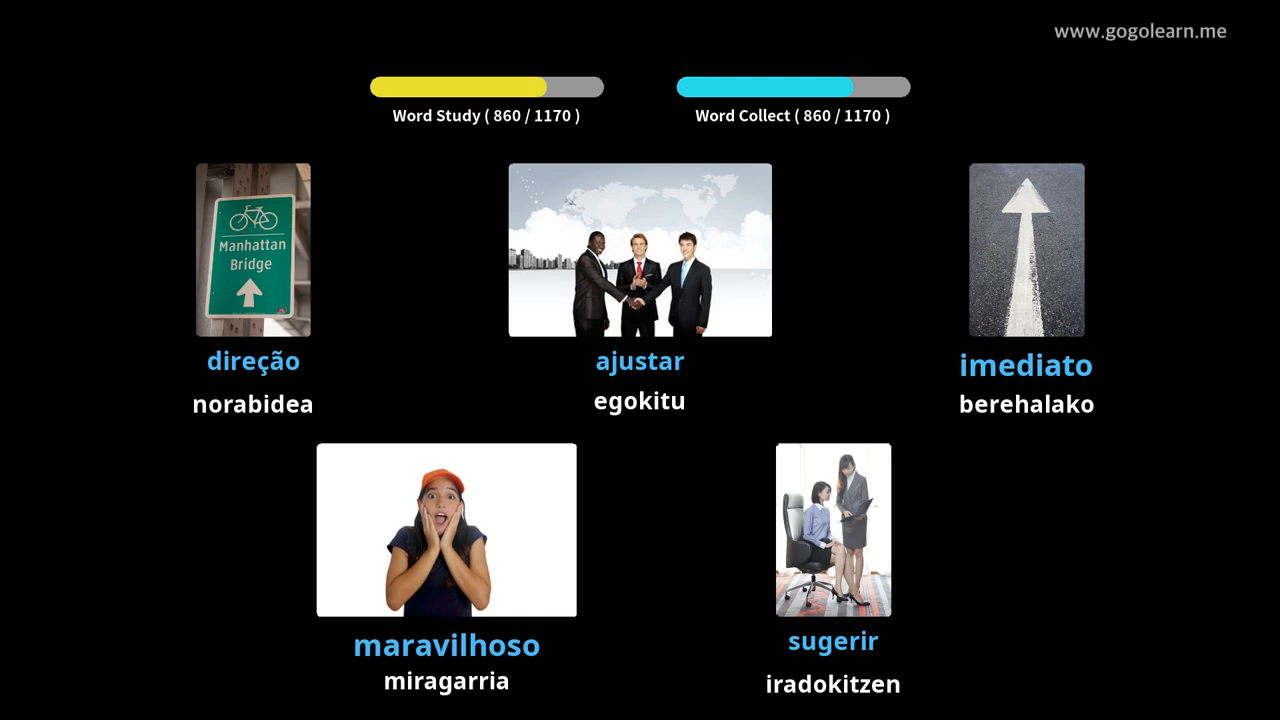 www.gogolearn.me
Word Study ( 860 / 1170 )
Word Collect ( 860 / 1170 )
Manhattan
Bridge
direção
norabidea
ajustar
egokitu
imediato
berehalako
maravilhoso
miragarria
sugerir
iradokitzen